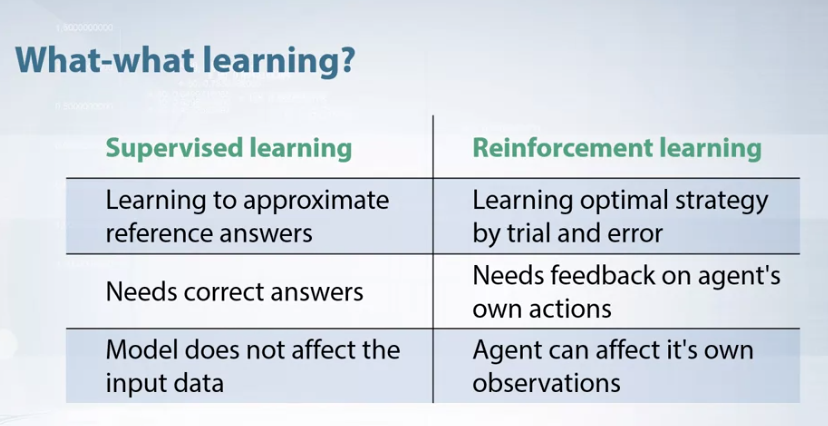 What-what learning?
Supervised learning
Reinforcement learning
Learning to approximate
reference answers
Learning optimal strategy
by trial and error
Needs correct answers
Needs feedback on agent's
own actions
Model does not affect the
input data
Agent can affect it's own
observations